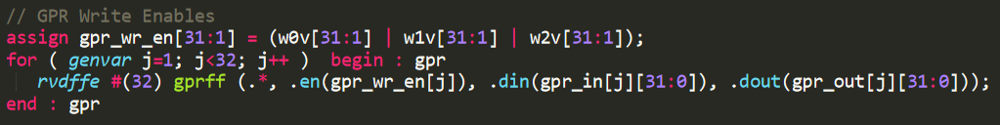 // GPR Write Enables
assign gpr_wr_en[31:1] = (w0v[31:1] | w1v[31:1] | w2v[31:1]);
for ( genvar j=1; j<32; j++ )  begin : gpr
   rvdffe #(32) gprff (.*, .en(gpr_wr_en[j]), .din(gpr_in[j][31:0]), .dout(gpr_out[j][31:0]));
end : gpr